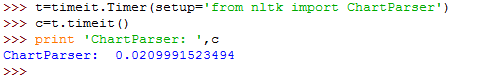 >>> t=timeit.Timer(setup='from nltk import ChartParser')
>>> c=t.timeit()
>>> print 'ChartParser: ',c
ChartParser:  0.0209991523494
>>>